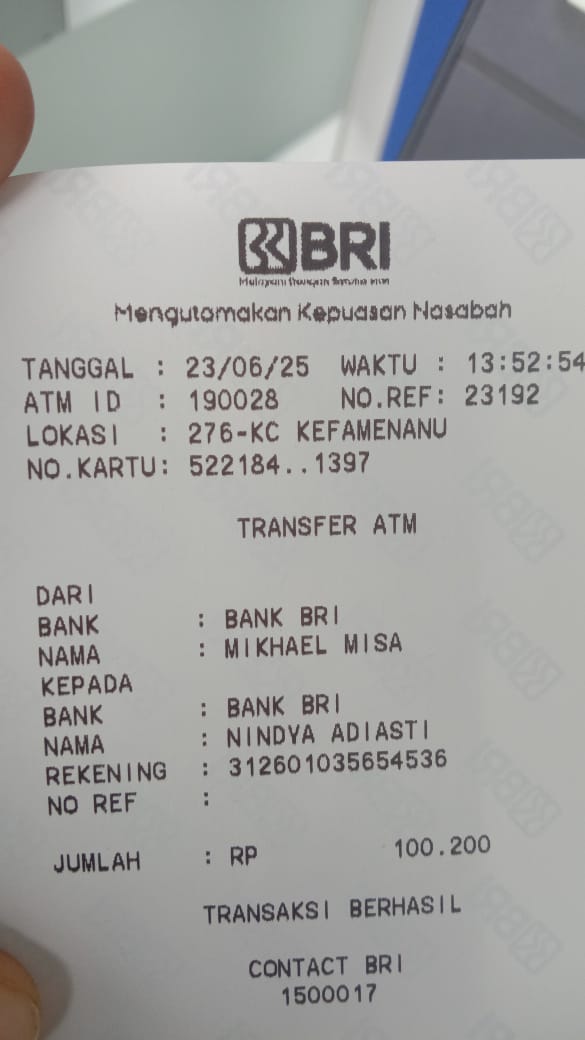 BRI
Melayani Dengan Setulus Hati
Mengutamakan Kepuasan Nasabah
TANGGAL : 23/06/25 WAKTU : 13:52:54
ATM ID : 190028 NO.REF: 23192
LOKASI : 276-KC KEFAMENANU
NO.KARTU: 522184..1397
TRANSFER ATM
DARI
BANK : BANK BRI
NAMA : MIKHAEL MISA
KEPADA
BANK : BANK BRI
NAMA : NINDYA ADIASTI
REKENING : 312601035654536
NO REF :
JUMLAH : RP 100.200
TRANSAKSI BERHASIL
CONTACT BRI
1500017